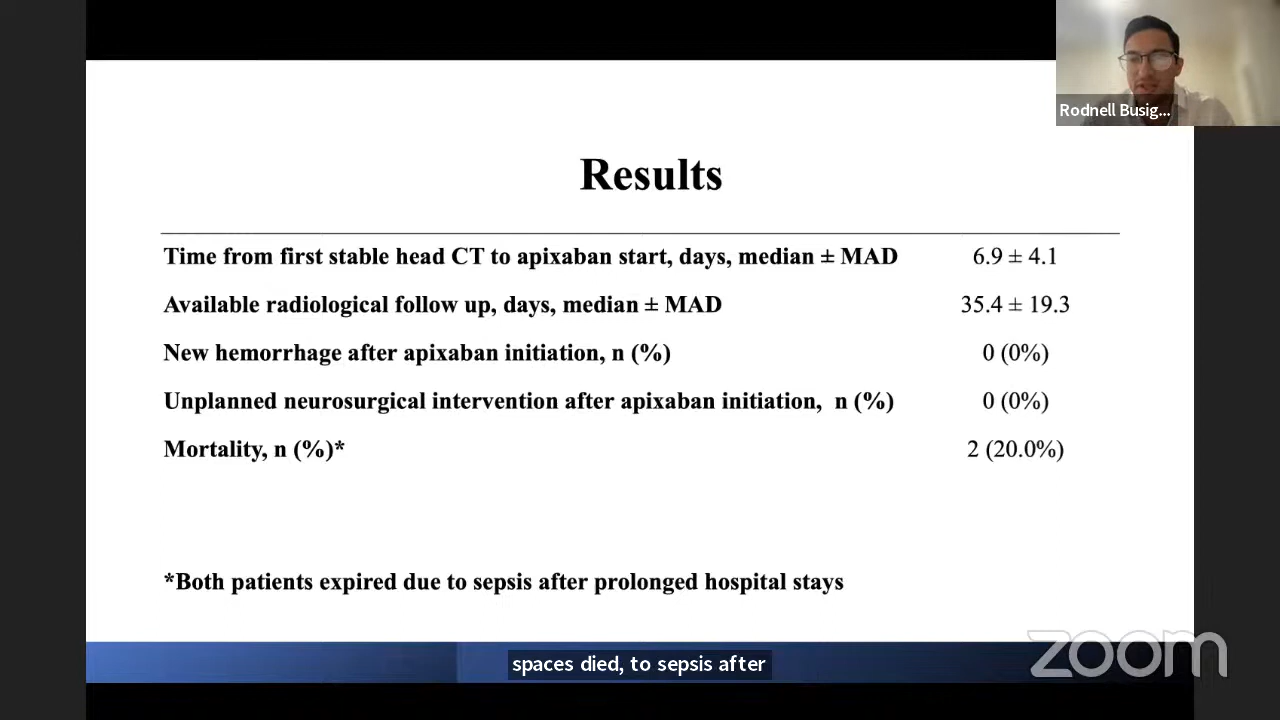 Rodnell Busig...
Results
Time from first stable head CT to apixaban start, days, median ± MAD 6.9 ± 4.1
Available radiological follow up, days, median ± MAD 35.4 ± 19.3
New hemorrhage after apixaban initiation, n (%) 0 (0%)
Unplanned neurosurgical intervention after apixaban initiation, n (%) 0 (0%)
Mortality, n (%)* 2 (20.0%)
*Both patients expired due to sepsis after prolonged hospital stays
spaces died, to sepsis after
zoom